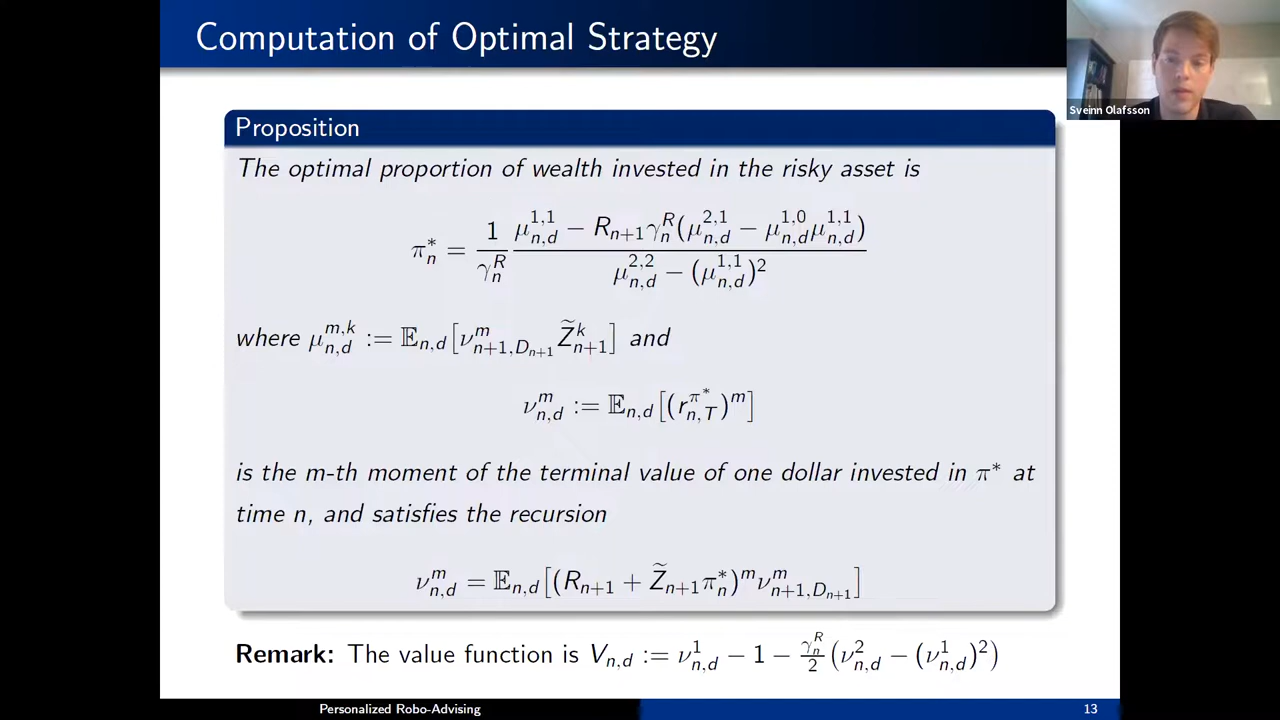 Computation of Optimal Strategy
Sveinn Olafsson
Proposition
The optimal proportion of wealth invested in the risky asset is
π*_n = 1/γ^R_n (μ^{1,1}_{n,d} − R_{n+1}γ^R_n(μ^{2,1}_{n,d} − μ^{1,0}_{n,d}μ^{1,1}_{n,d})) / (μ^{2,2}_{n,d} − (μ^{1,1}_{n,d})^2)
where μ^{m,k}_{n,d} := 𝔼_{n,d}[ν^m_{n+1,D_{n+1}} Z̃^k_{n+1}] and
ν^m_{n,d} := 𝔼_{n,d}[(r^{π*}_{n,T})^m]
is the m-th moment of the terminal value of one dollar invested in π* at
time n, and satisfies the recursion
ν^m_{n,d} = 𝔼_{n,d}[(R_{n+1} + Z̃_{n+1}π*_n)^m ν^m_{n+1,D_{n+1}}]
Remark: The value function is V_{n,d} := ν^1_{n,d} − 1 − γ^R_n/2 (ν^2_{n,d} − (ν^1_{n,d})^2)
Personalized Robo-Advising
13